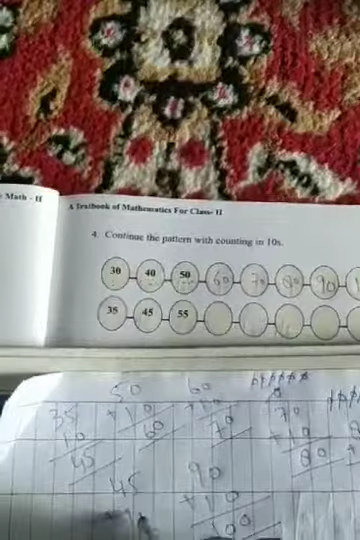 Math - II
A Textbook of Mathematics For Class- II
4. Continue the pattern with counting in 10s.
30 40 50 60 70 80 90
35 45 55
50 60
35 +10 +10 70
10 60 70 +10
45 80
45 90
+10
100